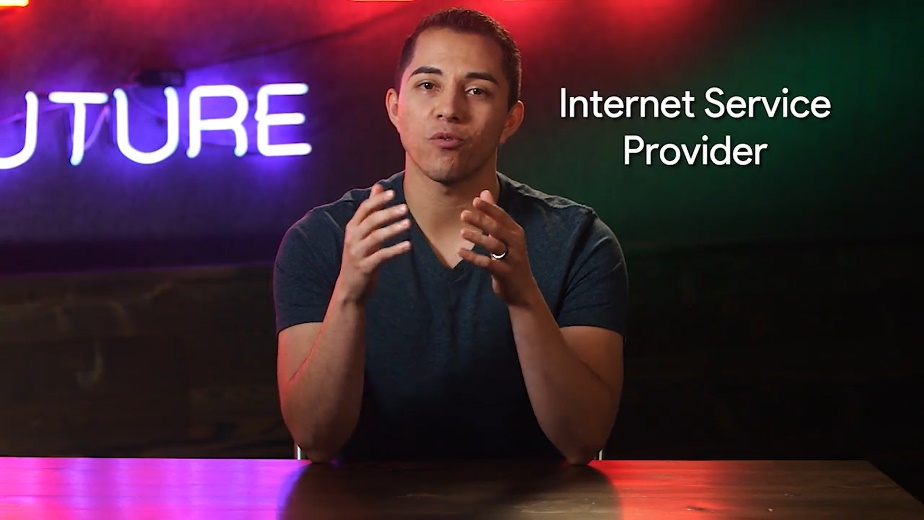 UTURE
Internet Service
Provider